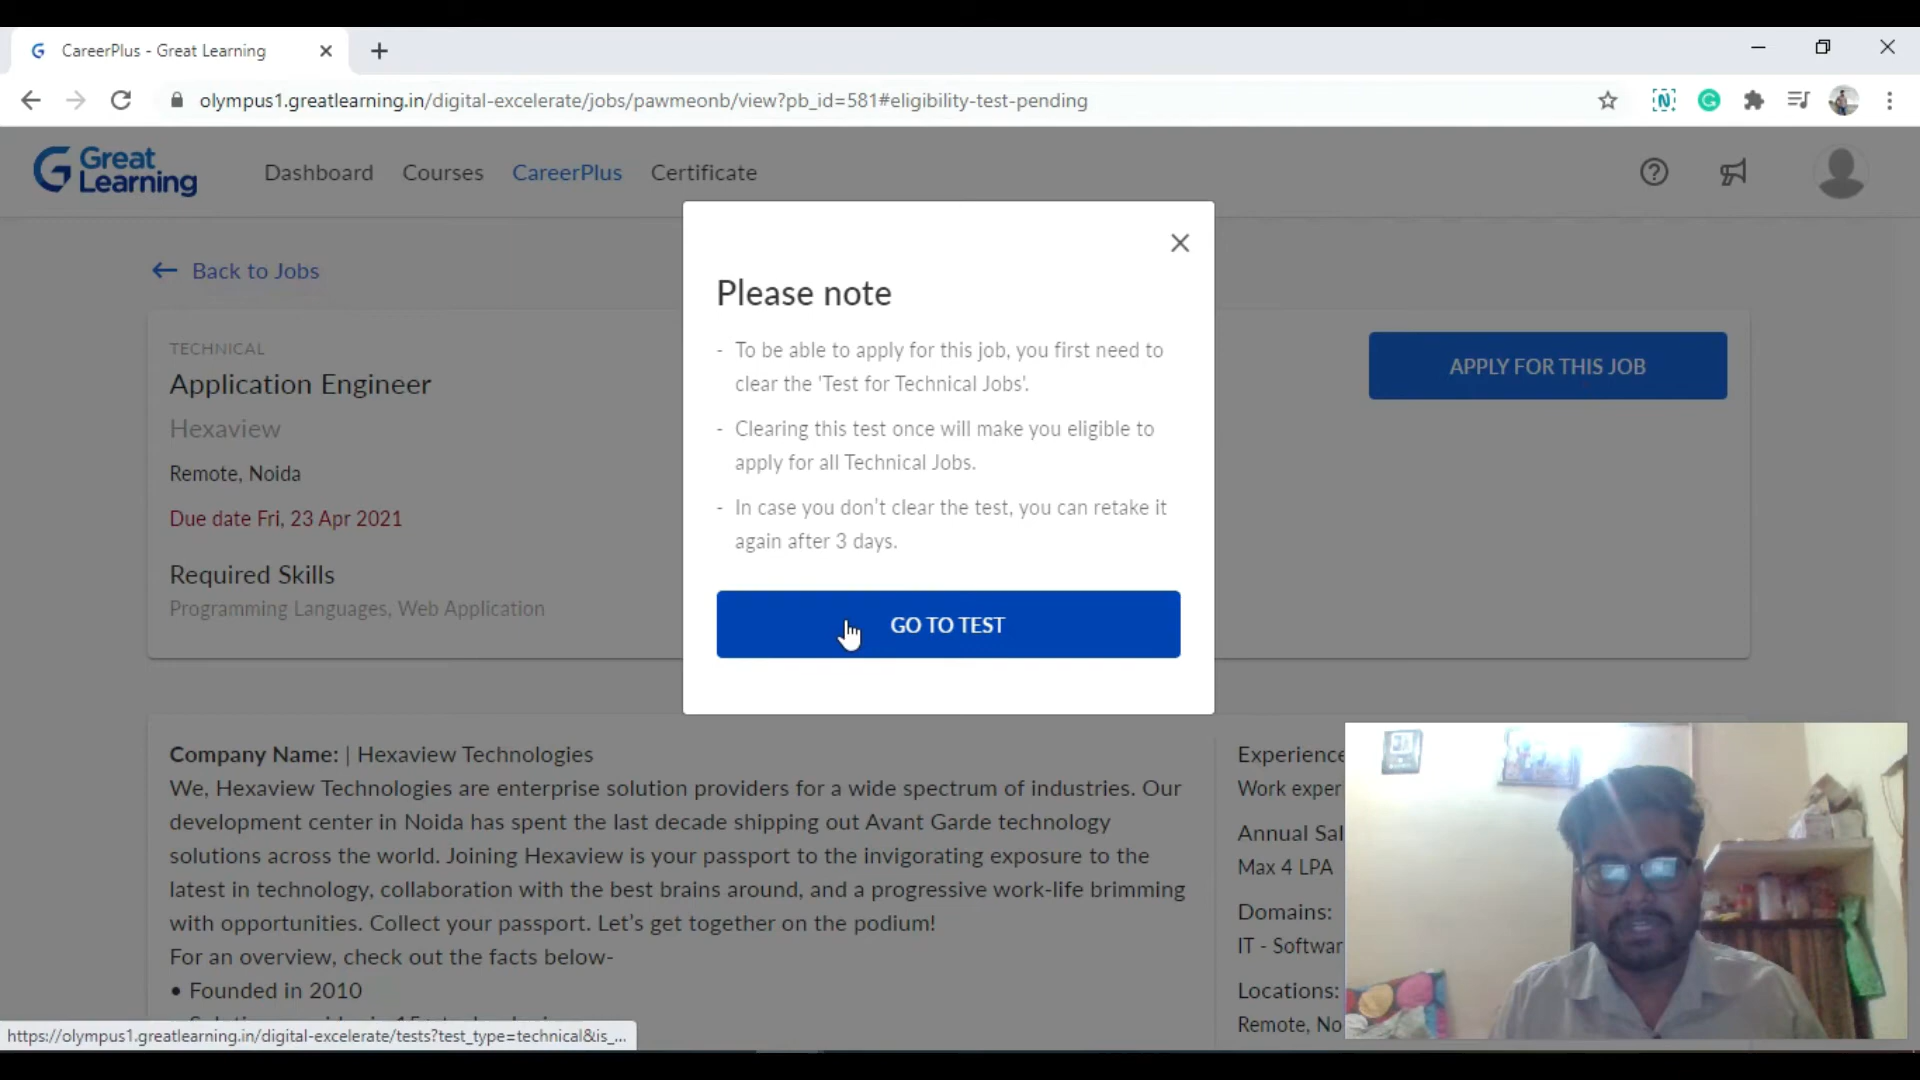 CareerPlus - Great Learning
olympus1.greatlearning.in/digital-excelerate/jobs/pawmeonb/view?pb_id=581#eligibility-test-pending
Great
Learning
Dashboard Courses CareerPlus Certificate
Back to Jobs
TECHNICAL
Application Engineer
Hexaview
Remote, Noida
Due date Fri, 23 Apr 2021
Required Skills
Programming Languages, Web Application
APPLY FOR THIS JOB
Please note
- To be able to apply for this job, you first need to
clear the 'Test for Technical Jobs'.
- Clearing this test once will make you eligible to
apply for all Technical Jobs.
- In case you don't clear the test, you can retake it
again after 3 days.
GO TO TEST
Company Name: | Hexaview Technologies
We, Hexaview Technologies are enterprise solution providers for a wide spectrum of industries. Our
development center in Noida has spent the last decade shipping out Avant Garde technology
solutions across the world. Joining Hexaview is your passport to the invigorating exposure to the
latest in technology, collaboration with the best brains around, and a progressive work-life brimming
with opportunities. Collect your passport. Let's get together on the podium!
For an overview, check out the facts below-
• Founded in 2010
Experience
Work exper
Annual Sal
Max 4 LPA
Domains:
IT - Softwar
Locations:
Remote, No
https://olympus1.greatlearning.in/digital-excelerate/tests?test_type=technical&is_...